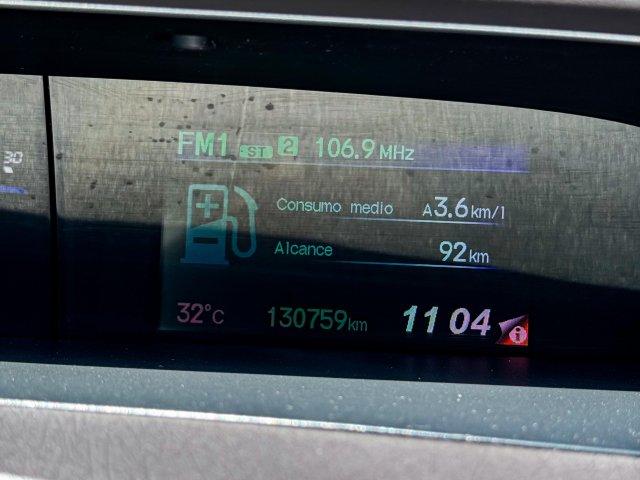 FM1 ST 2 106.9 MHz
30
Consumo medio A3.6 km/l
Alcance 92 km
32°C 130759 km 11 04